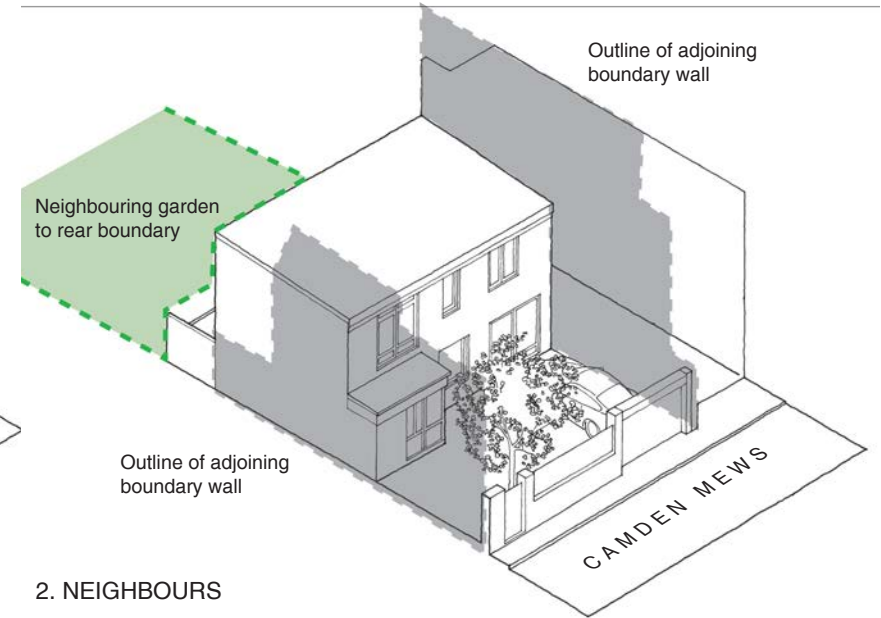 Outline of adjoining
boundary wall
Neighbouring garden
to rear boundary
Outline of adjoining
boundary wall
CAMDEN MEWS
2. NEIGHBOURS